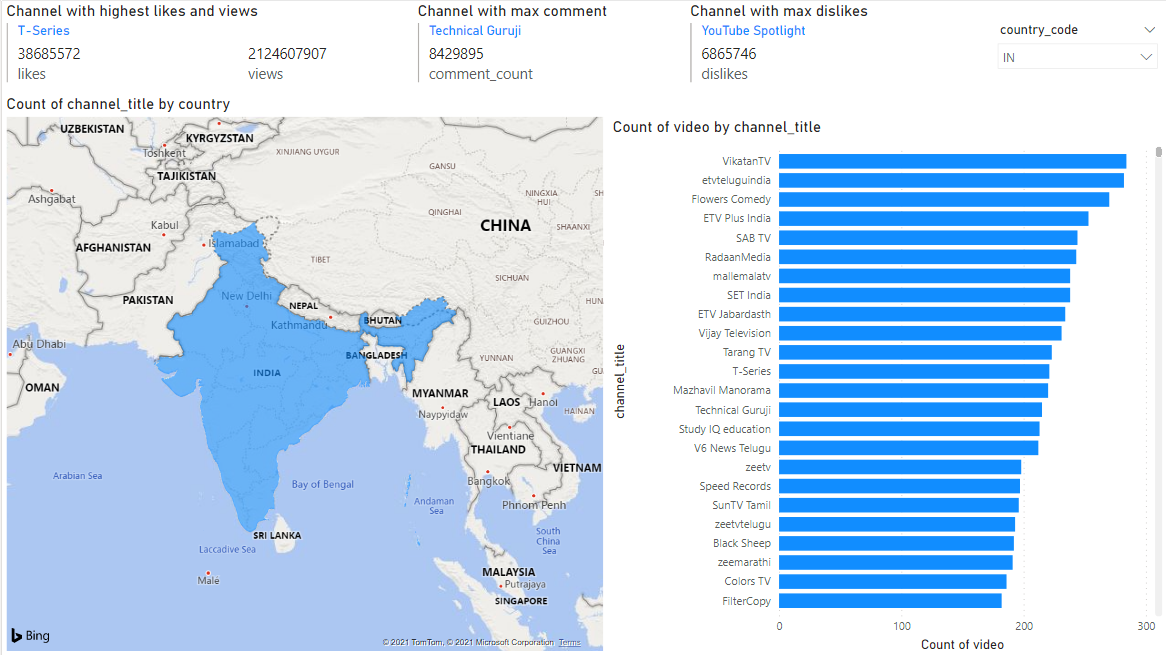 Channel with highest likes and views
T-Series
38685572
likes
2124607907
views
Channel with max comment
Technical Guruji
8429895
comment_count
Channel with max dislikes
YouTube Spotlight
6865746
dislikes
country_code
IN
Count of channel_title by country
UZBEKISTAN
KYRGYZSTAN
Toshkent
XINJIANG UYGUR
TAJIKISTAN
GANSU
Ashgabat
NINGXIA
HUI
SH
QINGHAI
Kabul
CHINA
SHAANXI
AFGHANISTAN
Islamabad
TIBET
SICHUAN
PAKISTAN
New Delhi
NEPAL
HUN
Kathmandu
BHUTAN
GUIZHOU
Abu Dhabi
BANGLADESH
YUNNAN
GUANGXI
ZHUANG
GU
INDIA
OMAN
MYANMAR
LAOS
Hanoi
Naypyidaw
HAINAN
Vientiane
THAILAND
VIETNAM
Arabian Sea
Bay of Bengal
Bangkok
Andaman
Sea
Phnom Penh
SRI LANKA
South
China
Sea
Laccadive Sea
Male
MALAYSIA
Putrajaya
SINGAPORE
Bing
© 2021 TomTom, © 2021 Microsoft Corporation Terms
Count of video by channel_title
channel_title
VikatanTV
etvteluguindia
Flowers Comedy
ETV Plus India
SAB TV
RadaanMedia
mallemalatv
SET India
ETV Jabardasth
Vijay Television
Tarang TV
T-Series
Mazhavil Manorama
Technical Guruji
Study IQ education
V6 News Telugu
zeetv
Speed Records
SunTV Tamil
zeetvtelugu
Black Sheep
zeemarathi
Colors TV
FilterCopy
0 100 200 300
Count of video